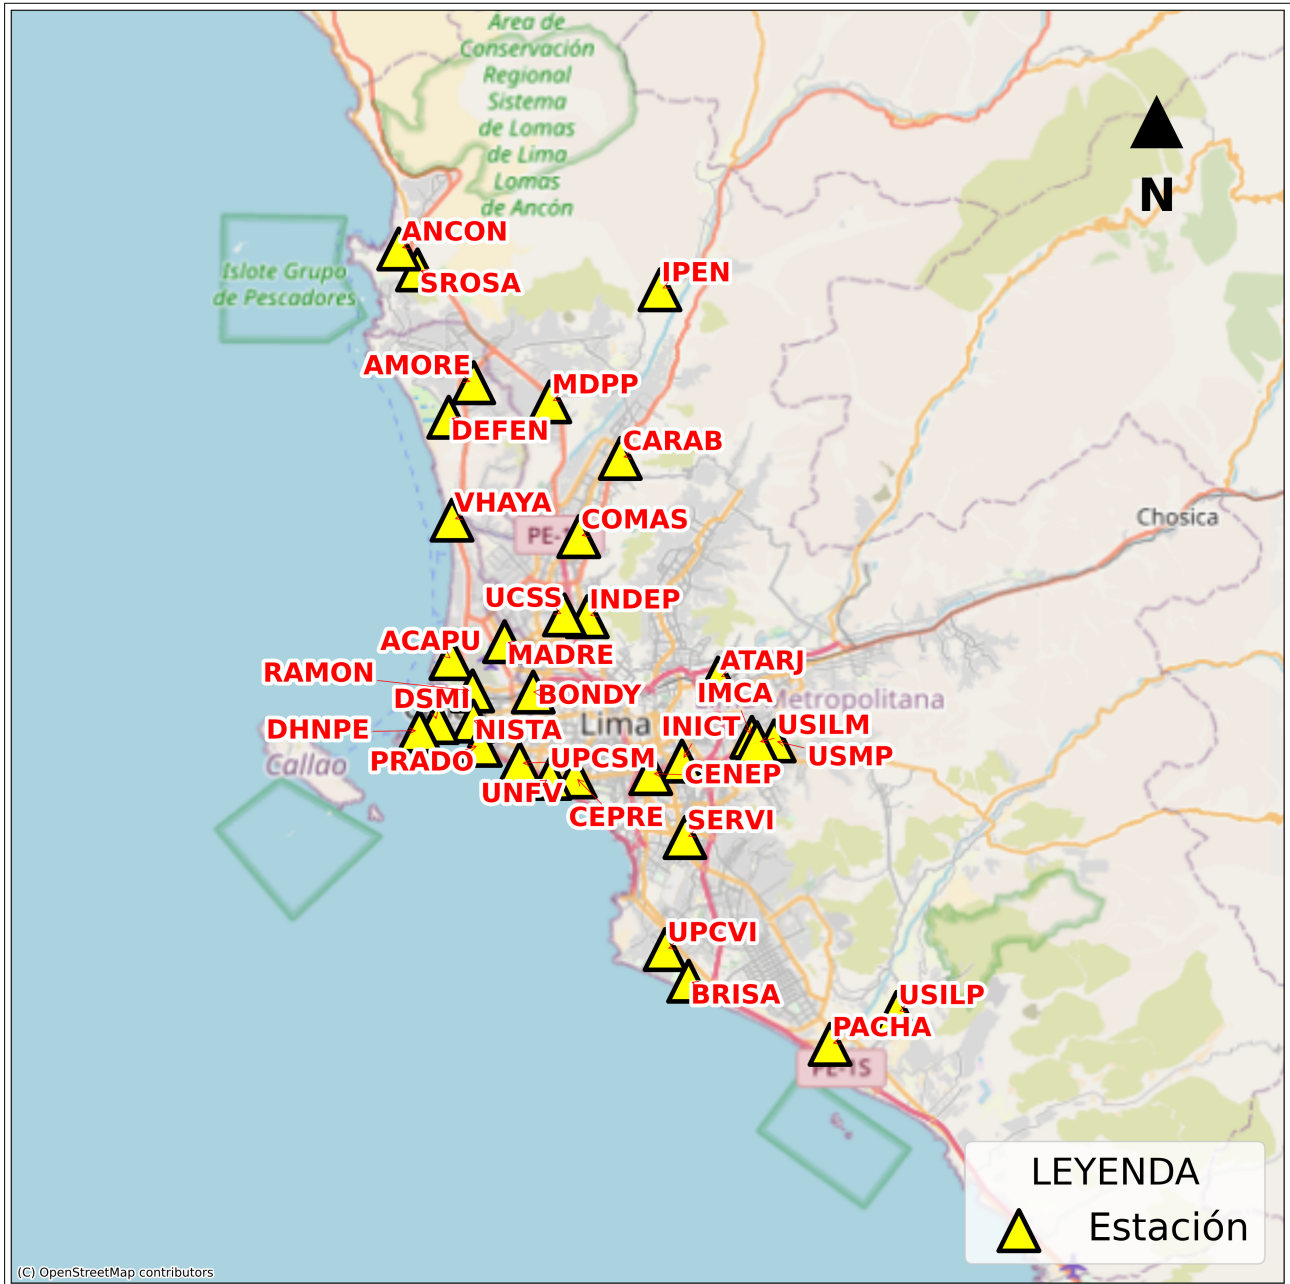 Área de
Conservación
Regional
Sistema
de Lomas
de Lima
Lomas
de Ancón
N
ANCON
SROSA
IPEN
Islote Grupo
de Pescadores
AMORE
MDPP
DEFEN
CARAB
VHAYA
COMAS
PE-1
Chosica
UCSS
INDEP
ACAPU
MADRE
ATARJ
RAMON
DSMI
BONDY
IMCA
Metropolitana
DHNPE
NISTA
Lima
INICT
USILM
USMP
PRADO
UPCSM
CENEP
Callao
UNFV
CEPRE
SERVI
UPCVI
BRISA
USILP
PACHA
PE-1S
LEYENDA
Estación
(C) OpenStreetMap contributors